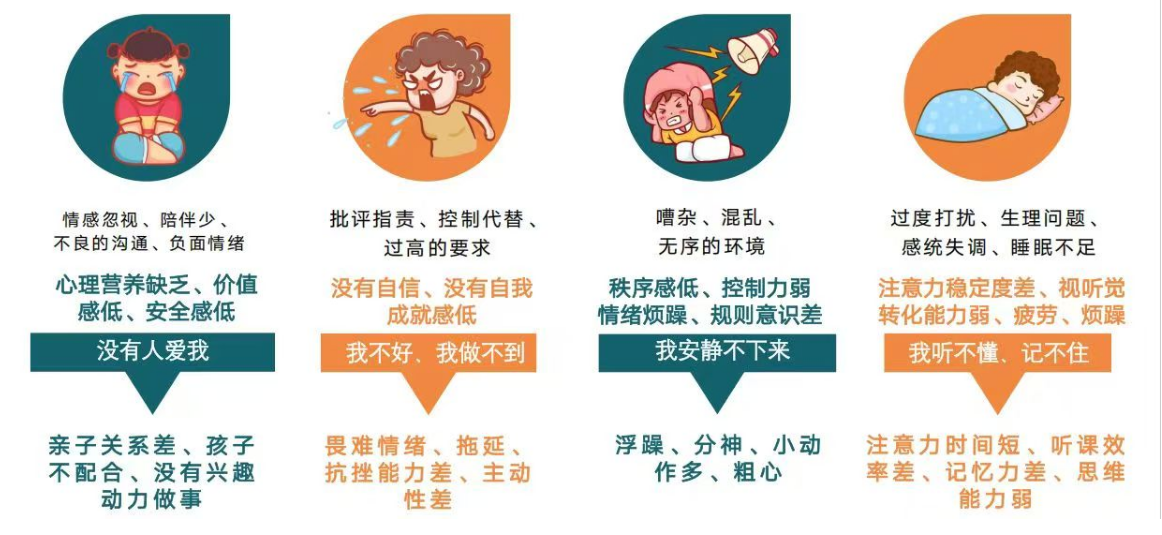 情感忽视、陪伴少、
不良的沟通、负面情绪
心理营养缺乏、价值
感低、安全感低
没有人爱我
亲子关系差、孩子
不配合、没有兴趣
动力做事
批评指责、控制代替、
过高的要求
没有自信、没有自我
成就感低
我不好、我做不到
畏难情绪、拖延、
抗挫能力差、主动
性差
嘈杂、混乱、
无序的环境
秩序感低、控制力弱
情绪烦躁、规则意识差
我安静不下来
浮躁、分神、小动
作多、粗心
过度打扰、生理问题、
感统失调、睡眠不足
注意力稳定度差、视听觉
转化能力弱、疲劳、烦躁
我听不懂、记不住
注意力时间短、听课效
率差、记忆力差、思维
能力弱